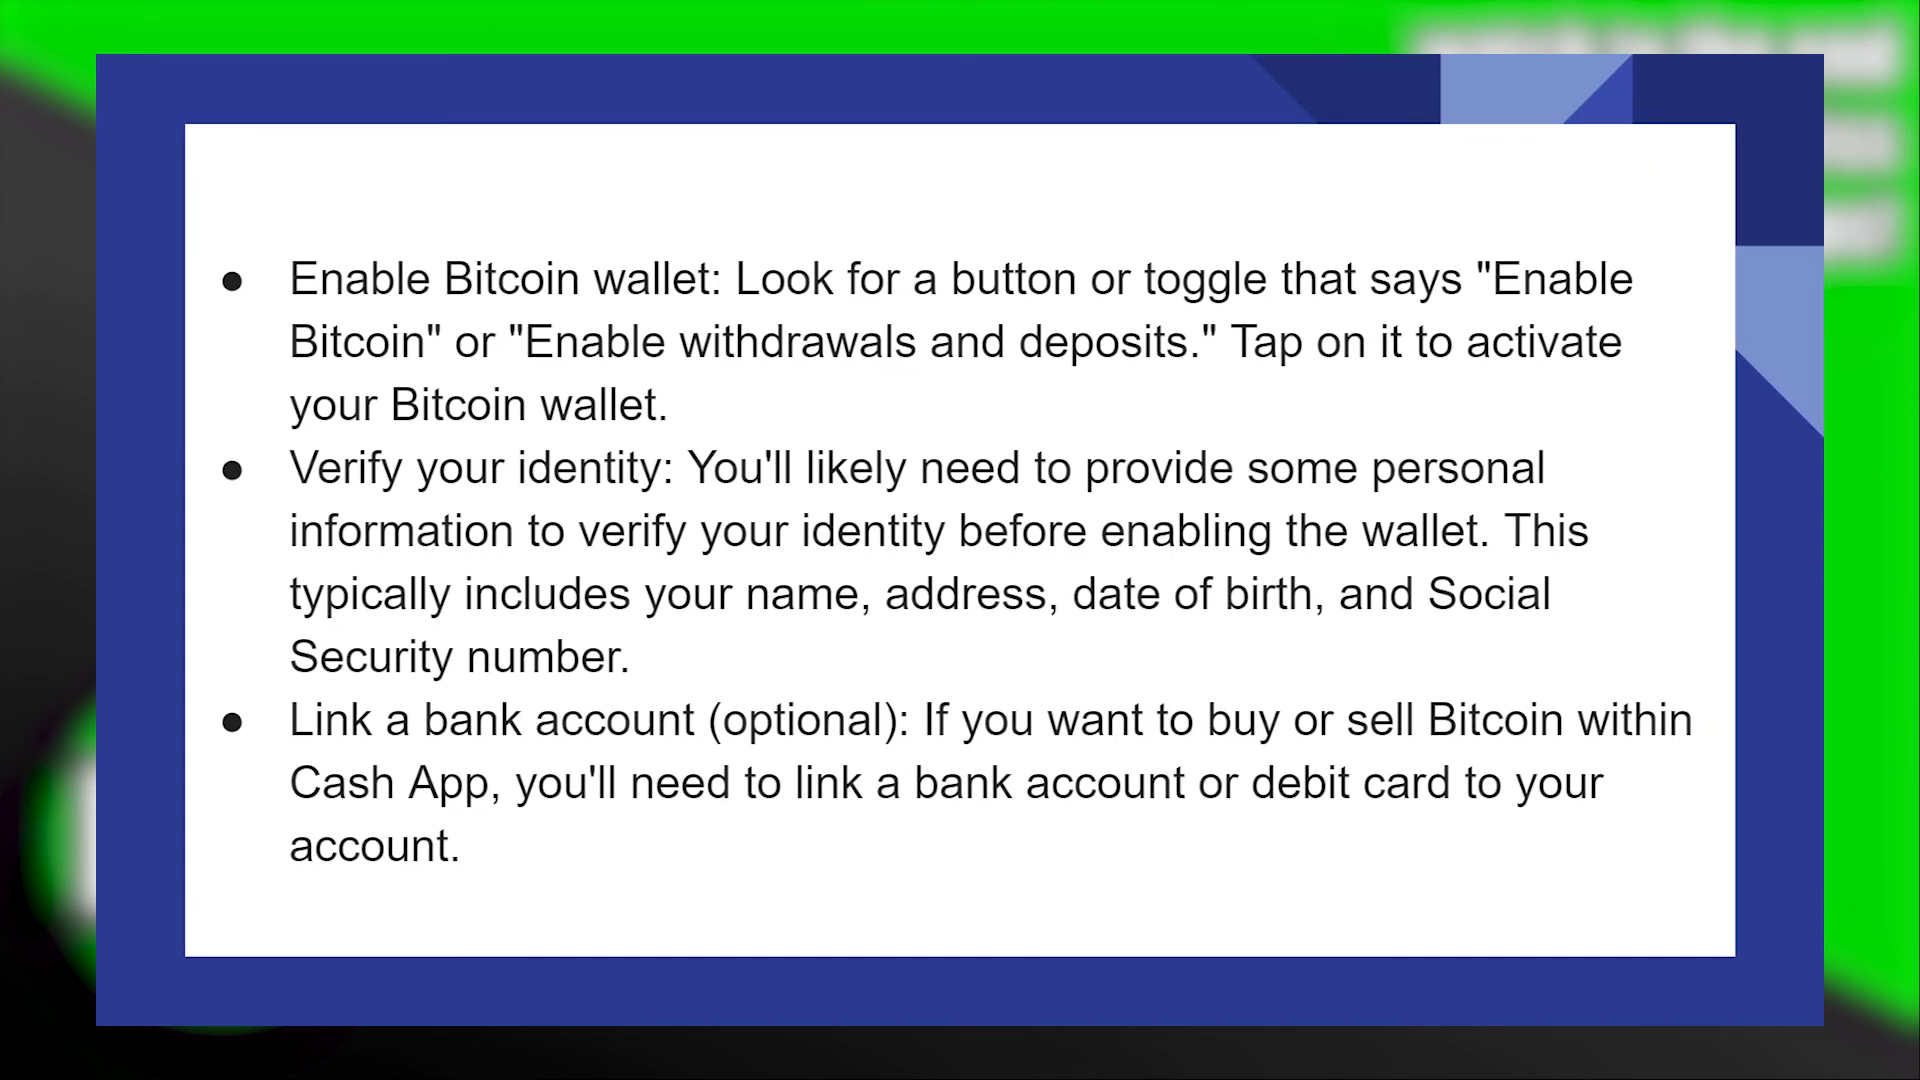 ● Enable Bitcoin wallet: Look for a button or toggle that says "Enable
Bitcoin" or "Enable withdrawals and deposits." Tap on it to activate
your Bitcoin wallet.
● Verify your identity: You'll likely need to provide some personal
information to verify your identity before enabling the wallet. This
typically includes your name, address, date of birth, and Social
Security number.
● Link a bank account (optional): If you want to buy or sell Bitcoin within
Cash App, you'll need to link a bank account or debit card to your
account.